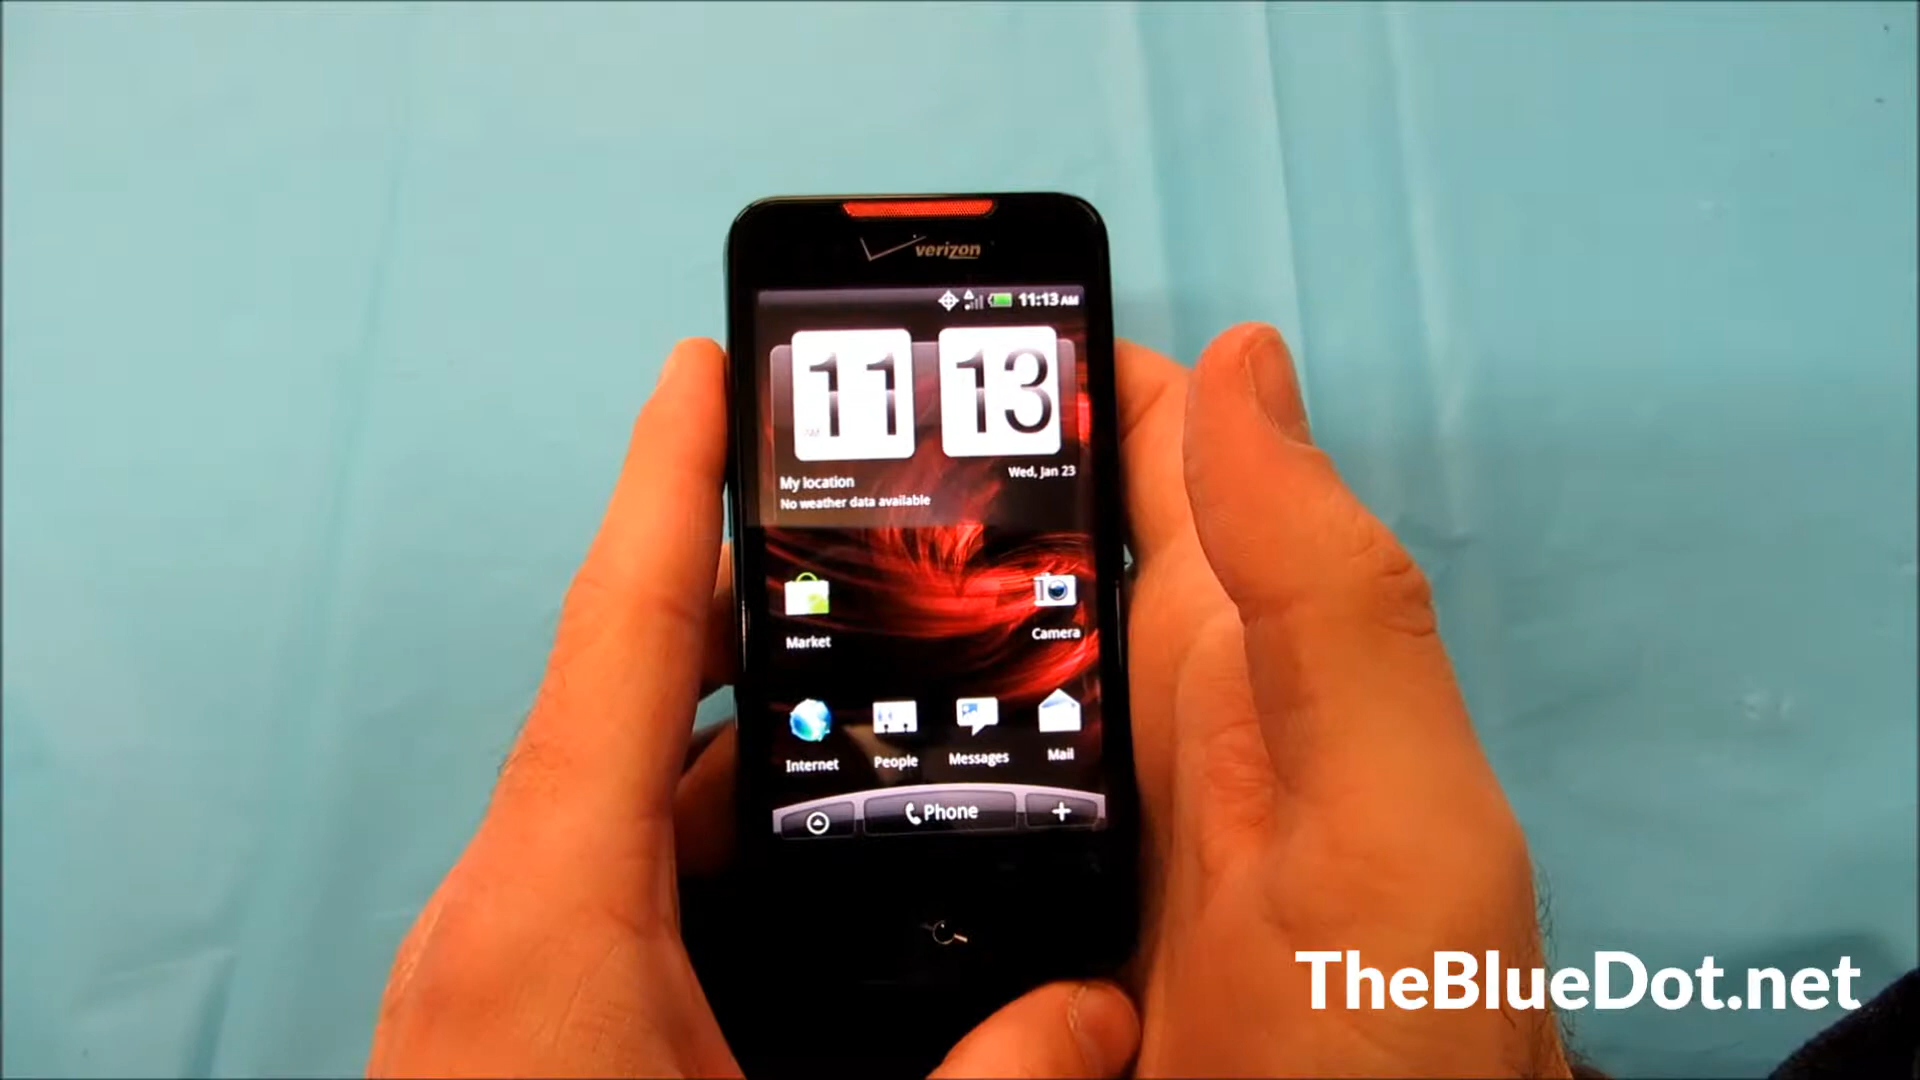 verizon
11:13 AM
11 13
AM
My location
Wed, Jan 23
No weather data available
Market
Camera
Internet
People
Messages
Mail
Phone
+
TheBlueDot.net